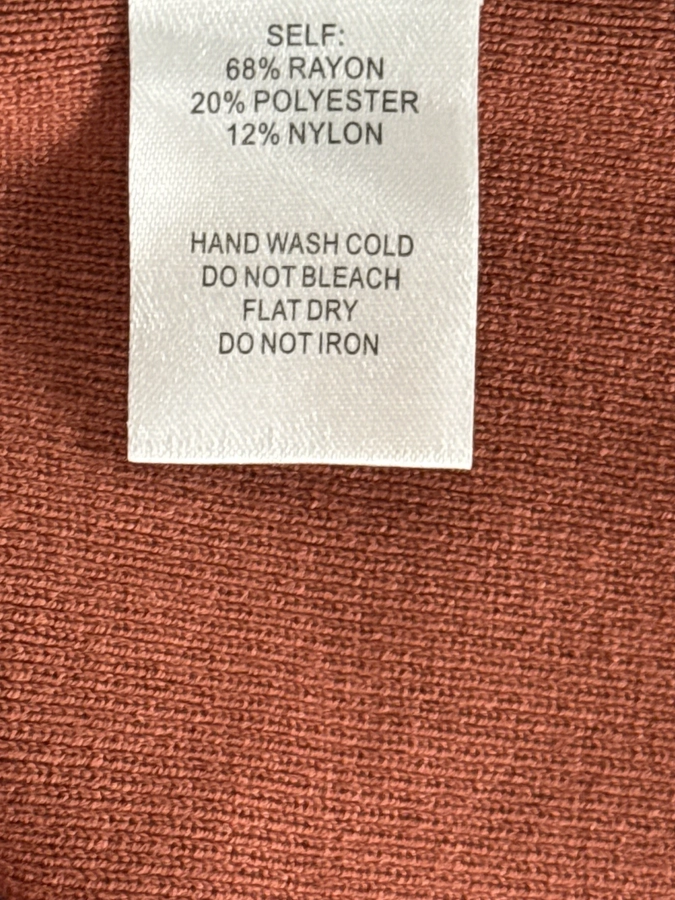 SELF:
68% RAYON
20% POLYESTER
12% NYLON
HAND WASH COLD
DO NOT BLEACH
FLAT DRY
DO NOT IRON